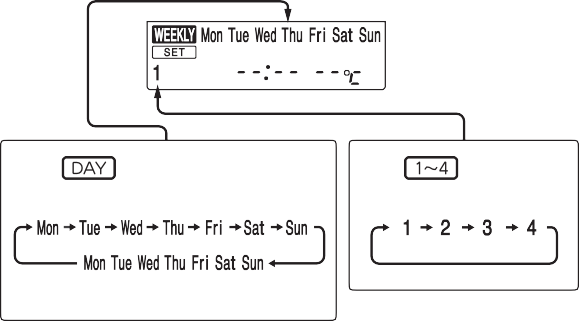 WEEKLY Mon Tue Wed Thu Fri Sat Sun
SET
1 --:-- --°C
DAY
Mon → Tue → Wed → Thu → Fri → Sat → Sun
Mon Tue Wed Thu Fri Sat Sun
1~4
1 → 2 → 3 → 4